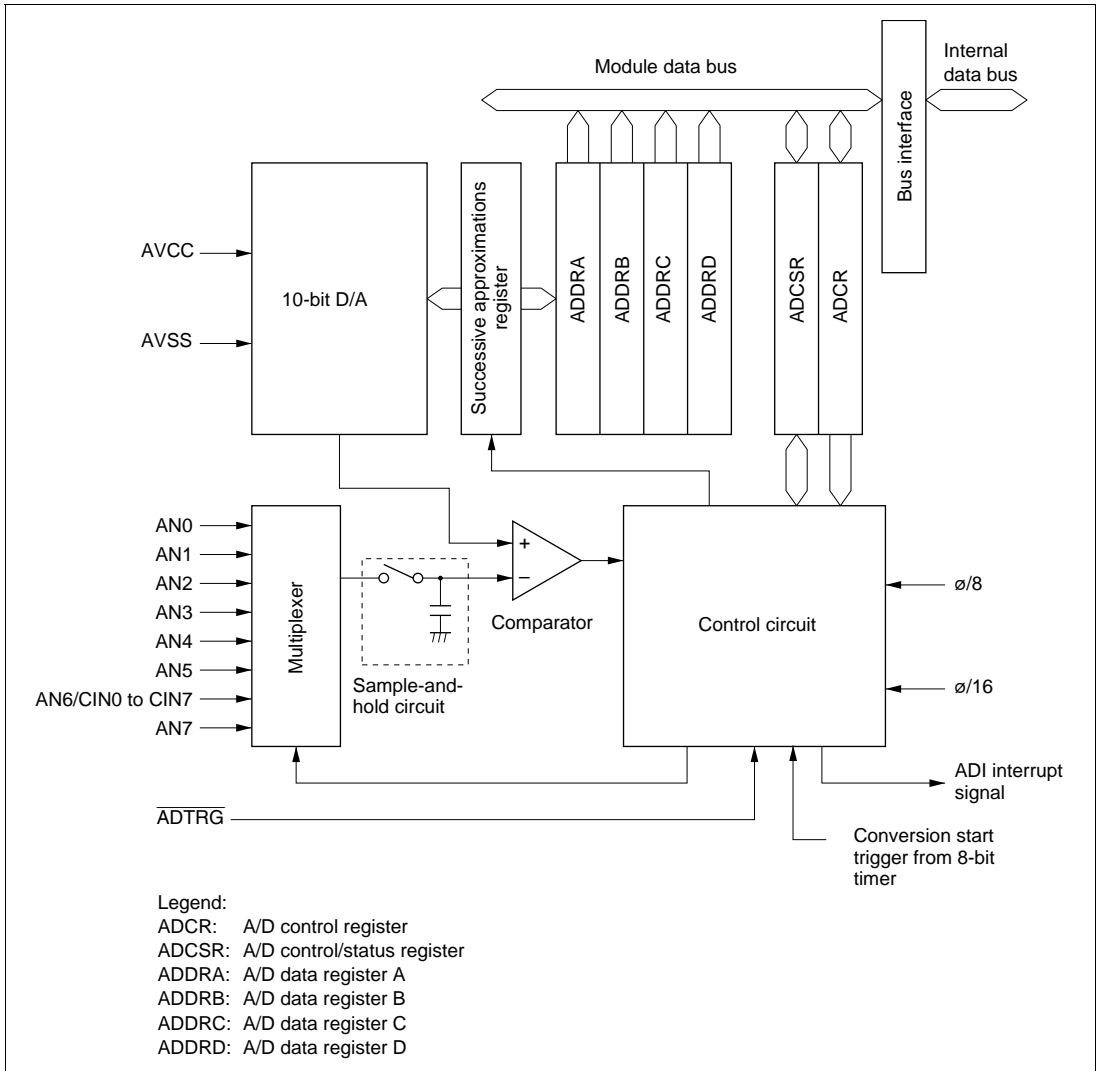 Module data bus
Internal
data bus
Bus interface
AVCC
AVSS
10-bit D/A
Successive approximations
register
ADDRA
ADDRB
ADDRC
ADDRD
ADCSR
ADCR
AN0
AN1
AN2
AN3
AN4
AN5
AN6/CIN0 to CIN7
AN7
Multiplexer
Sample-and-
hold circuit
+
−
Comparator
Control circuit
ø/8
ø/16
ADI interrupt
signal
ADTRG
Conversion start
trigger from 8-bit
timer
Legend:
ADCR: A/D control register
ADCSR: A/D control/status register
ADDRA: A/D data register A
ADDRB: A/D data register B
ADDRC: A/D data register C
ADDRD: A/D data register D